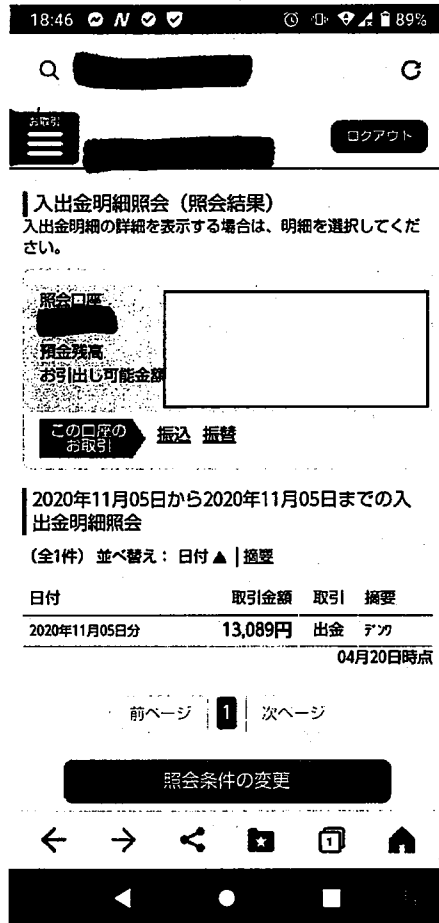 18:46
89%
お取引
ログアウト
入出金明細照会（照会結果）
入出金明細の詳細を表示する場合は、明細を選択してくだ
さい。
照会口座
預金残高
お引出し可能金額
この口座の
お取引
振込 振替
2020年11月05日から2020年11月05日までの入
出金明細照会
（全1件） 並べ替え： 日付▲ | 摘要
日付 取引金額 取引 摘要
2020年11月05日分 13,089円 出金 デンワ
04月20日時点
前ページ 1 次ページ
照会条件の変更
1